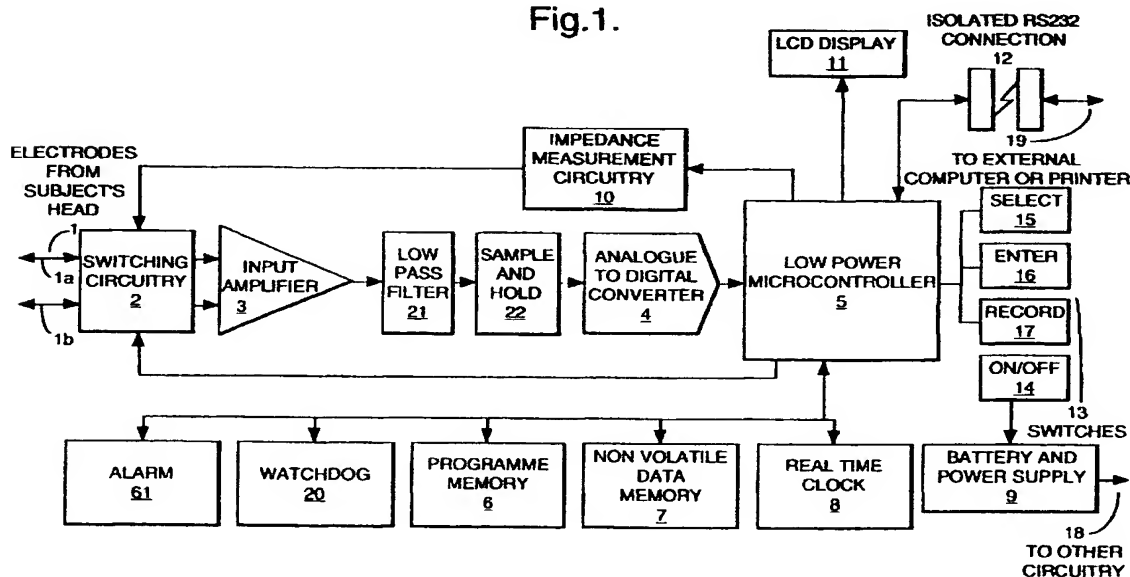 Fig.1.
ISOLATED RS232
CONNECTION
12
LCD DISPLAY
11
19
TO EXTERNAL
COMPUTER OR PRINTER
ELECTRODES
FROM
SUBJECT'S
HEAD
1
1a
1b
IMPEDANCE
MEASUREMENT
CIRCUITRY
10
SWITCHING
CIRCUITRY
2
INPUT
AMPLIFIER
3
LOW
PASS
FILTER
21
SAMPLE
AND
HOLD
22
ANALOGUE
TO DIGITAL
CONVERTER
4
LOW POWER
MICROCONTROLLER
5
SELECT
15
ENTER
16
RECORD
17
ON/OFF
14
13
SWITCHES
ALARM
61
WATCHDOG
20
PROGRAMME
MEMORY
6
NON VOLATILE
DATA
MEMORY
7
REAL TIME
CLOCK
8
BATTERY AND
POWER SUPPLY
9
18
TO OTHER
CIRCUITRY